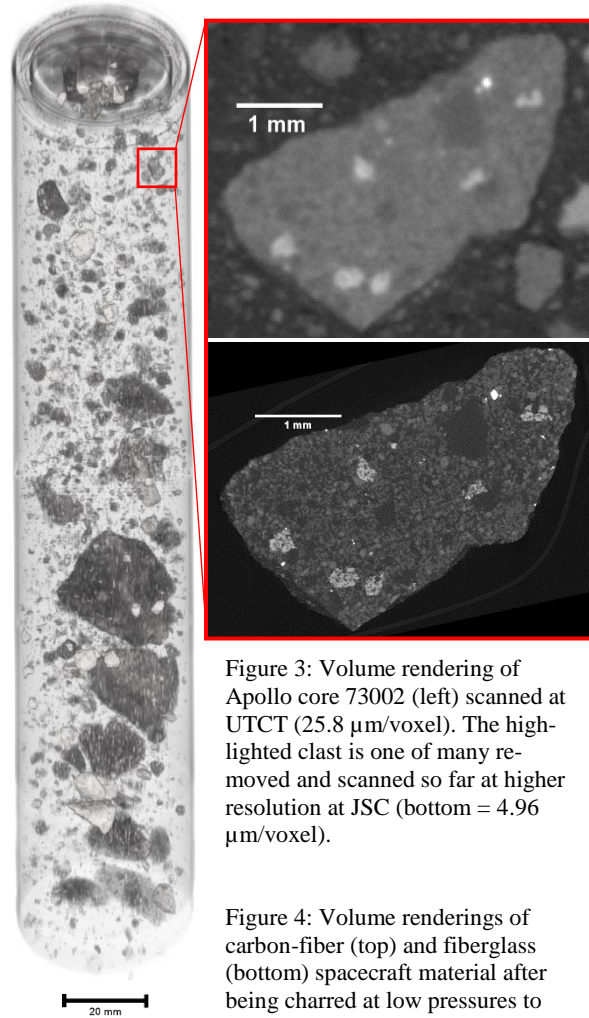 1 mm
1 mm
20 mm
Figure 3: Volume rendering of
Apollo core 73002 (left) scanned at
UTCT (25.8 µm/voxel). The high-
lighted clast is one of many re-
moved and scanned so far at higher
resolution at JSC (bottom = 4.96
µm/voxel).
Figure 4: Volume renderings of
carbon-fiber (top) and fiberglass
(bottom) spacecraft material after
being charred at low pressures to